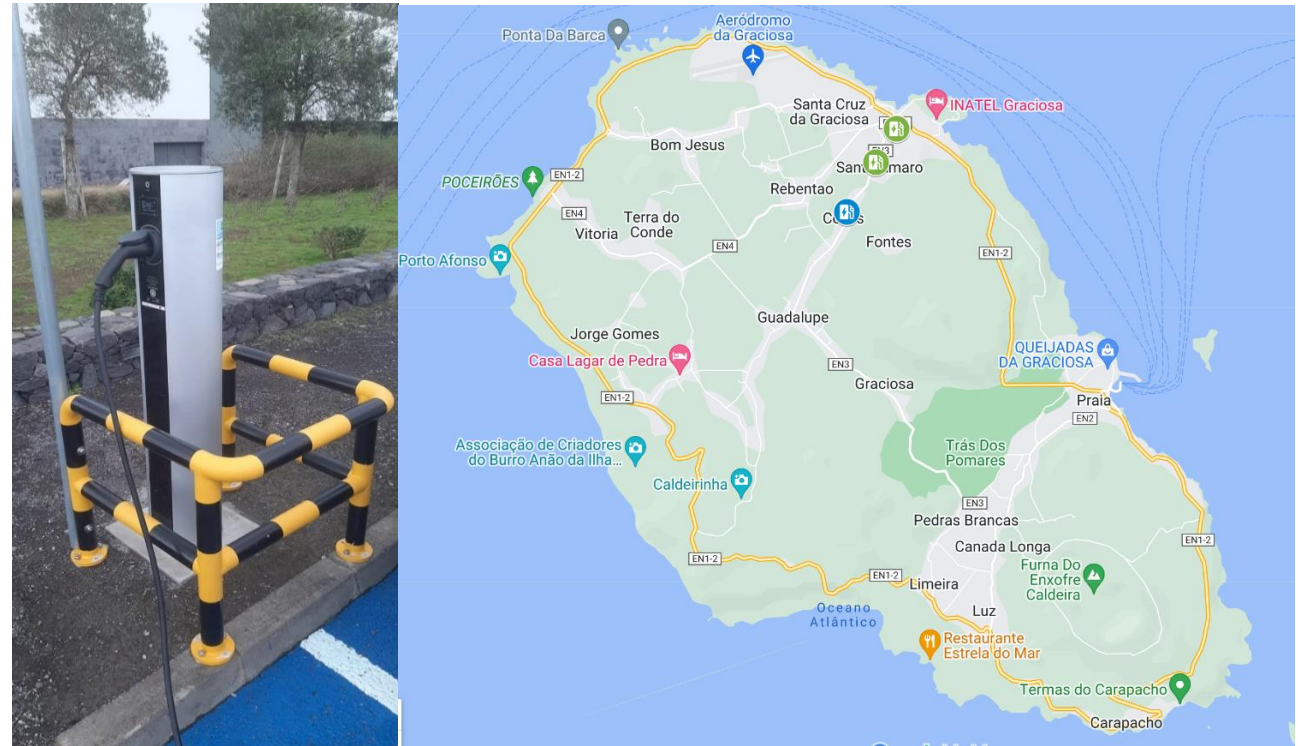 Aeródromo
da Graciosa
Ponta Da Barca
Santa Cruz
da Graciosa
INATEL Graciosa
EN3
Bom Jesus
POCEIRÕES
EN1-2
Rebentao
EN4
Vitoria
Terra do
Conde
EN4
Fontes
EN1-2
Porto Afonso
Guadalupe
Jorge Gomes
Casa Lagar de Pedra
QUEIJADAS
DA GRACIOSA
EN3
Graciosa
EN1-2
Praia
EN2
Associação de Criadores
do Burro Anão da Ilha...
Trás Dos
Pomares
Caldeirinha
EN3
Pedras Brancas
Canada Longa
EN1-2
EN1-2
EN1-2
Furna Do
Enxofre
Caldeira
Limeira
Luz
Oceano
Atlântico
Restaurante
Estrela do Mar
Termas do Carapacho
Carapacho